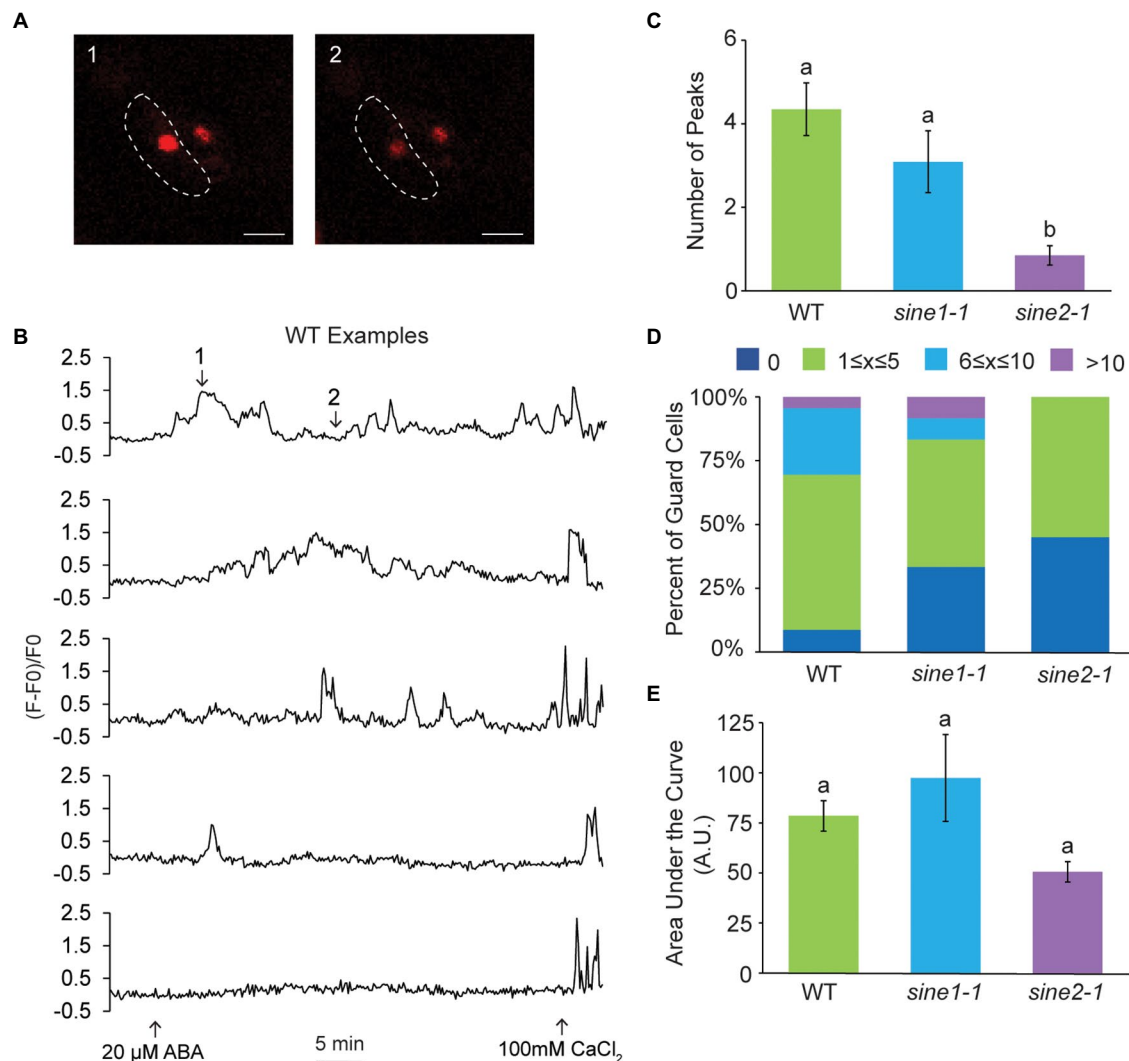 A
1
2
B
WT Examples
(F-F0)/F0
2.5
1.5
0.5
-0.5
1
2
2.5
1.5
0.5
-0.5
2.5
1.5
0.5
-0.5
2.5
1.5
0.5
-0.5
2.5
1.5
0.5
-0.5
20 µM ABA
5 min
100mM CaCl₂
C
Number of Peaks
6
4
2
0
a
a
b
WT
sine1-1
sine2-1
D
0
1≤x≤5
6≤x≤10
>10
Percent of Guard Cells
100%
75%
50%
25%
0%
WT
sine1-1
sine2-1
E
Area Under the Curve
(A.U.)
125
100
75
50
25
0
a
a
a
WT
sine1-1
sine2-1